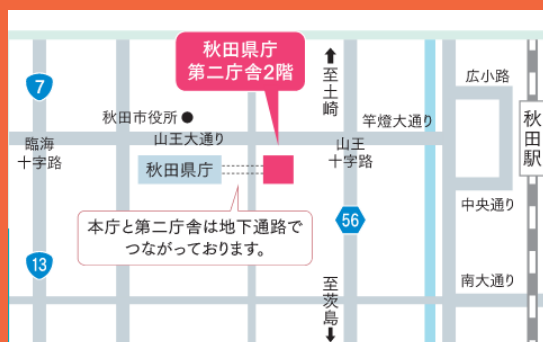 秋田県庁
第二庁舎2階
7
秋田市役所
山王大通り
臨海
十字路
秋田県庁
本庁と第二庁舎は地下通路で
つながっております。
13
至土崎
竿燈大通り
山王
十字路
56
至茨島
広小路
秋田駅
中央通り
南大通り